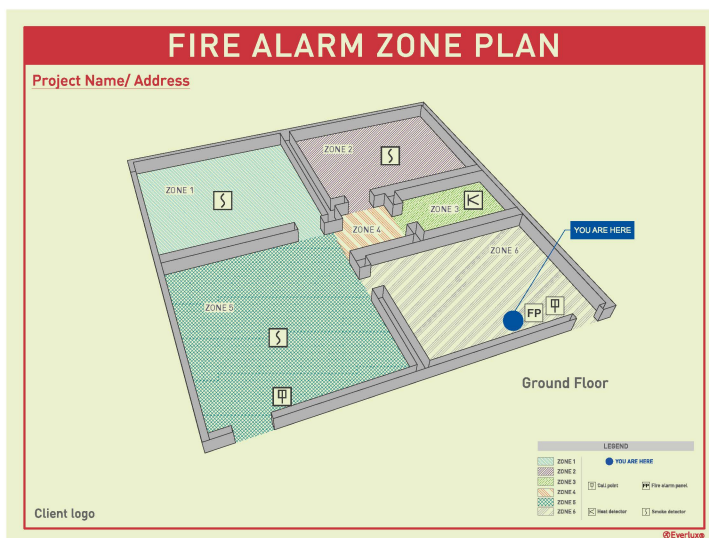 FIRE ALARM ZONE PLAN
Project Name/ Address
ZONE 2
ZONE 1
ZONE 3
ZONE 4
YOU ARE HERE
ZONE 6
ZONE 5
FP
Ground Floor
LEGEND
ZONE 1
YOU ARE HERE
ZONE 2
ZONE 3
Call point
FP
Fire alarm panel
ZONE 4
ZONE 5
ZONE 6
Heat detector
Smoke detector
Client logo
Everlux®